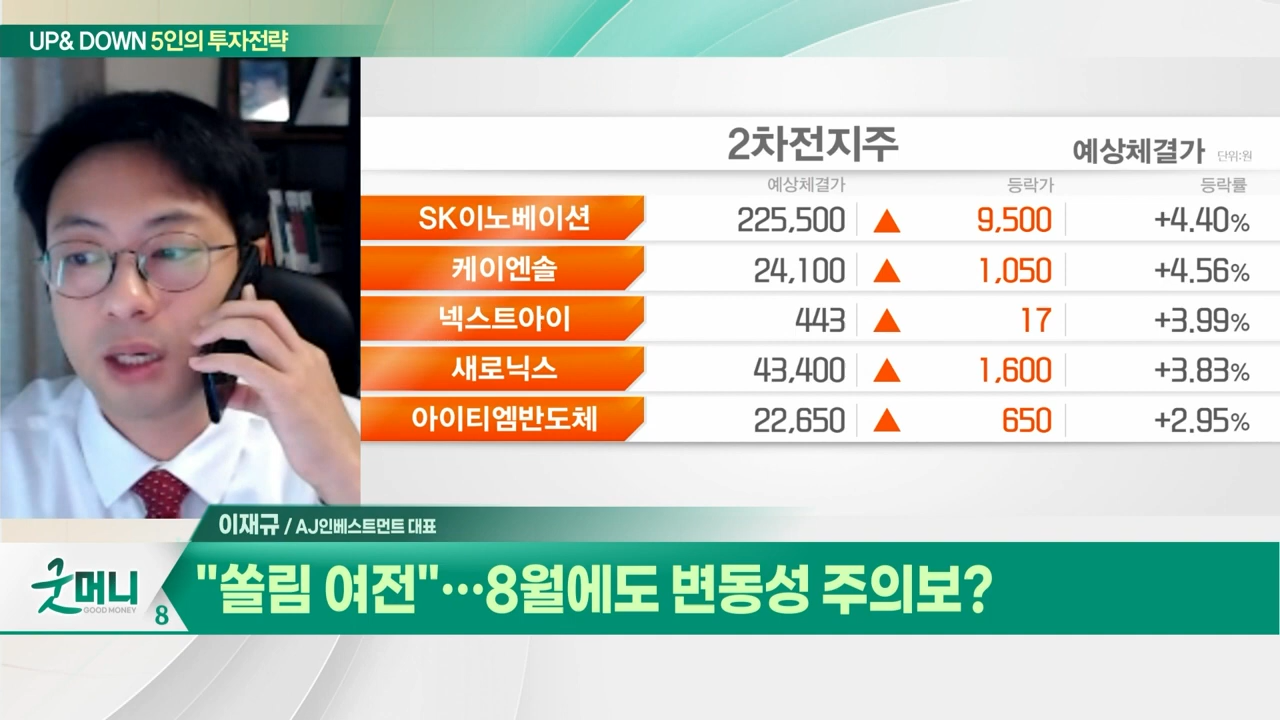 UP& DOWN 5인의 투자전략
2차전지주
예상체결가 단위:원
예상체결가 등락가 등락률
SK이노베이션 225,500 ▲ 9,500 +4.40%
케이엔솔 24,100 ▲ 1,050 +4.56%
넥스트아이 443 ▲ 17 +3.99%
새로닉스 43,400 ▲ 1,600 +3.83%
아이티엠반도체 22,650 ▲ 650 +2.95%
이재규 / AJ인베스트먼트 대표
굿머니
GOOD MONEY
8
"쏠림 여전"…8월에도 변동성 주의보?